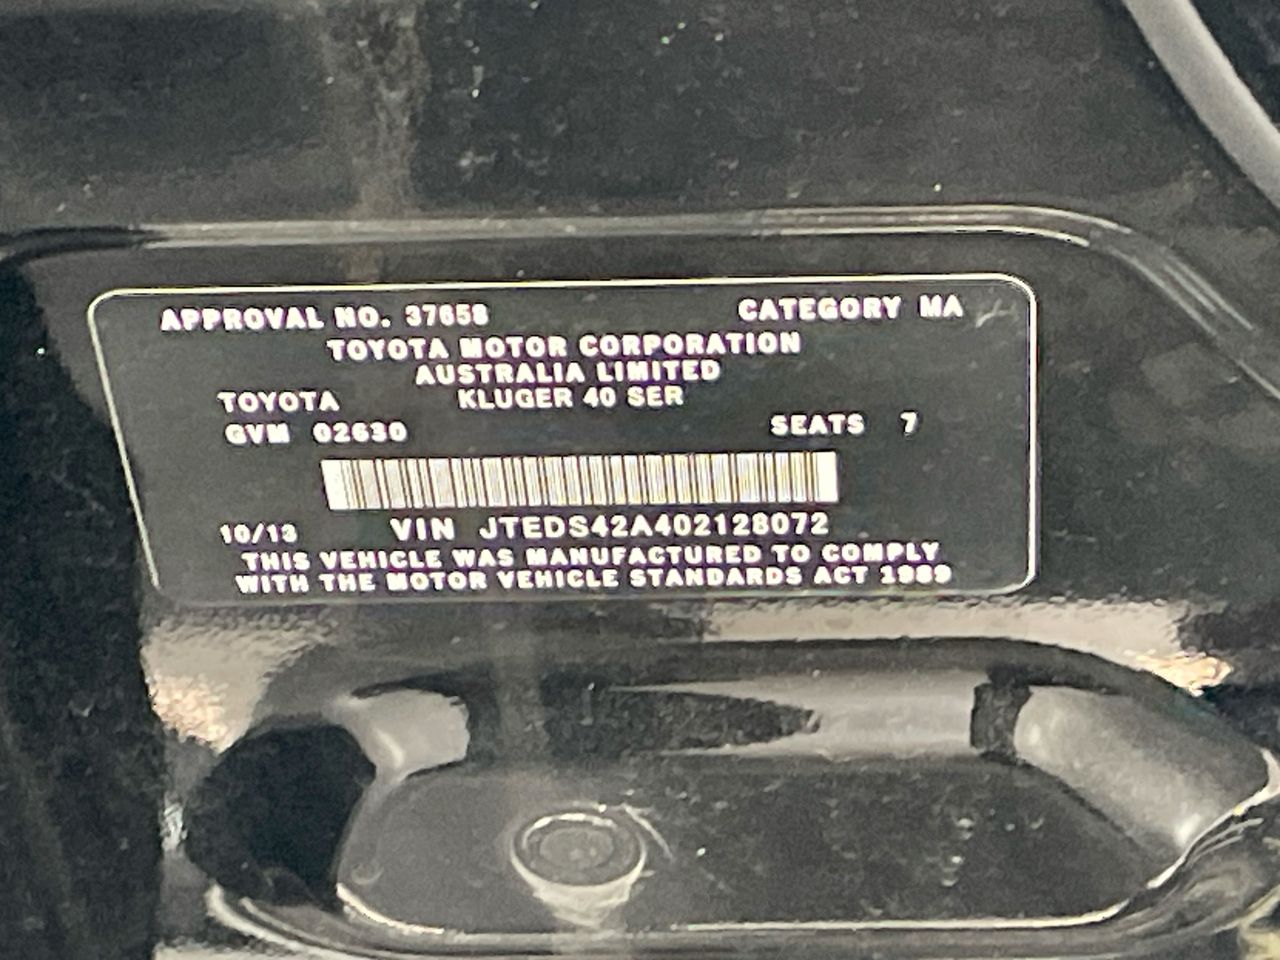 APPROVAL NO. 37658 CATEGORY MA
TOYOTA MOTOR CORPORATION
AUSTRALIA LIMITED
TOYOTA KLUGER 40 SER
GVM 02630 SEATS 7
10/13 VIN JTEDS42A402128072
THIS VEHICLE WAS MANUFACTURED TO COMPLY
WITH THE MOTOR VEHICLE STANDARDS ACT 1989